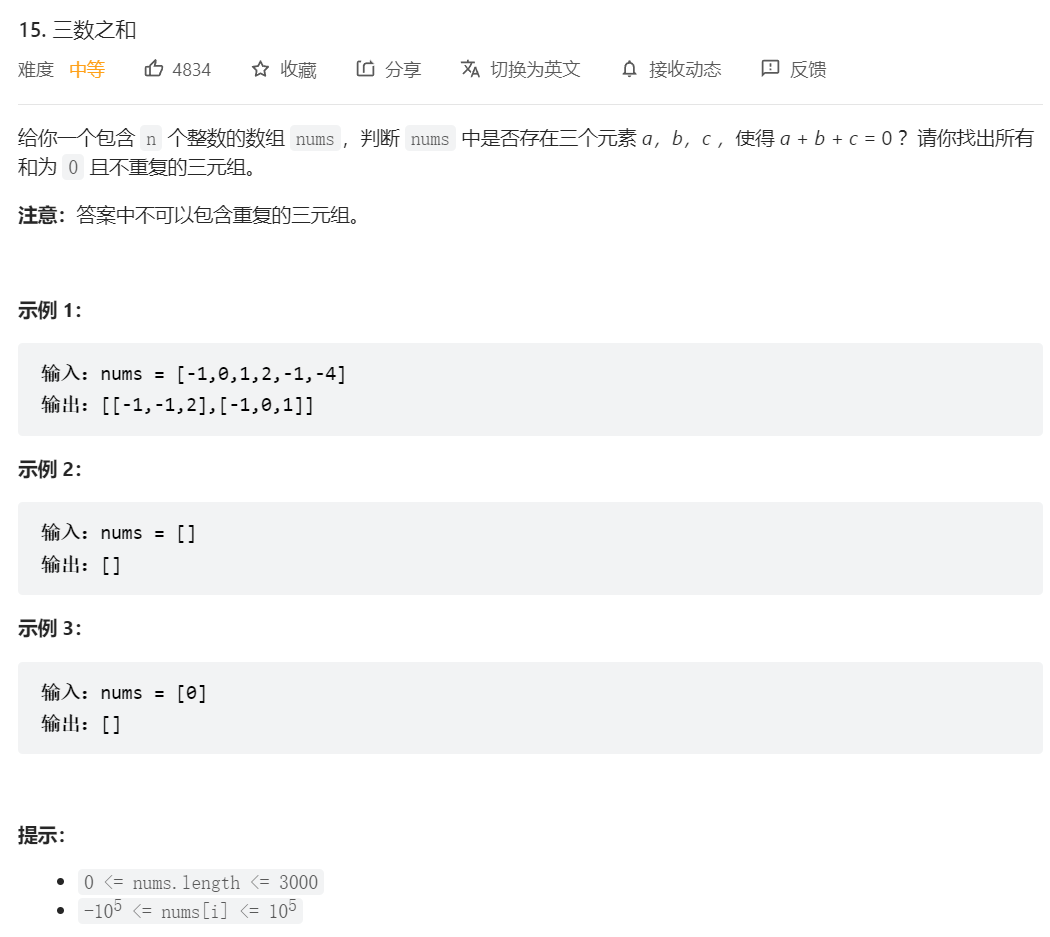 15. 三数之和
难度 中等 4834 收藏 分享 切换为英文 接收动态 反馈
给你一个包含 n 个整数的数组 nums，判断 nums 中是否存在三个元素 a，b，c ，使得 a + b + c = 0 ？请你找出所有
和为 0 且不重复的三元组。
注意：答案中不可以包含重复的三元组。
示例 1：
输入：nums = [-1,0,1,2,-1,-4]
输出：[[-1,-1,2],[-1,0,1]]
示例 2：
输入：nums = []
输出：[]
示例 3：
输入：nums = [0]
输出：[]
提示：
0 <= nums.length <= 3000
-10⁵ <= nums[i] <= 10⁵